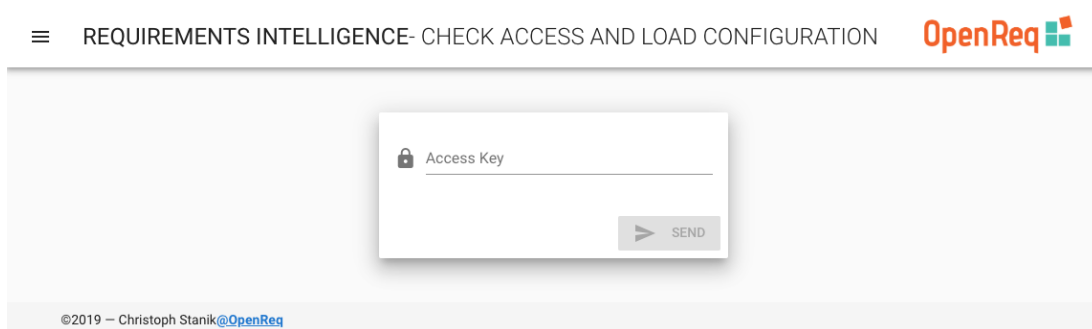 REQUIREMENTS INTELLIGENCE- CHECK ACCESS AND LOAD CONFIGURATION
OpenReq
Access Key
SEND
©2019 — Christoph Stanik@OpenReq